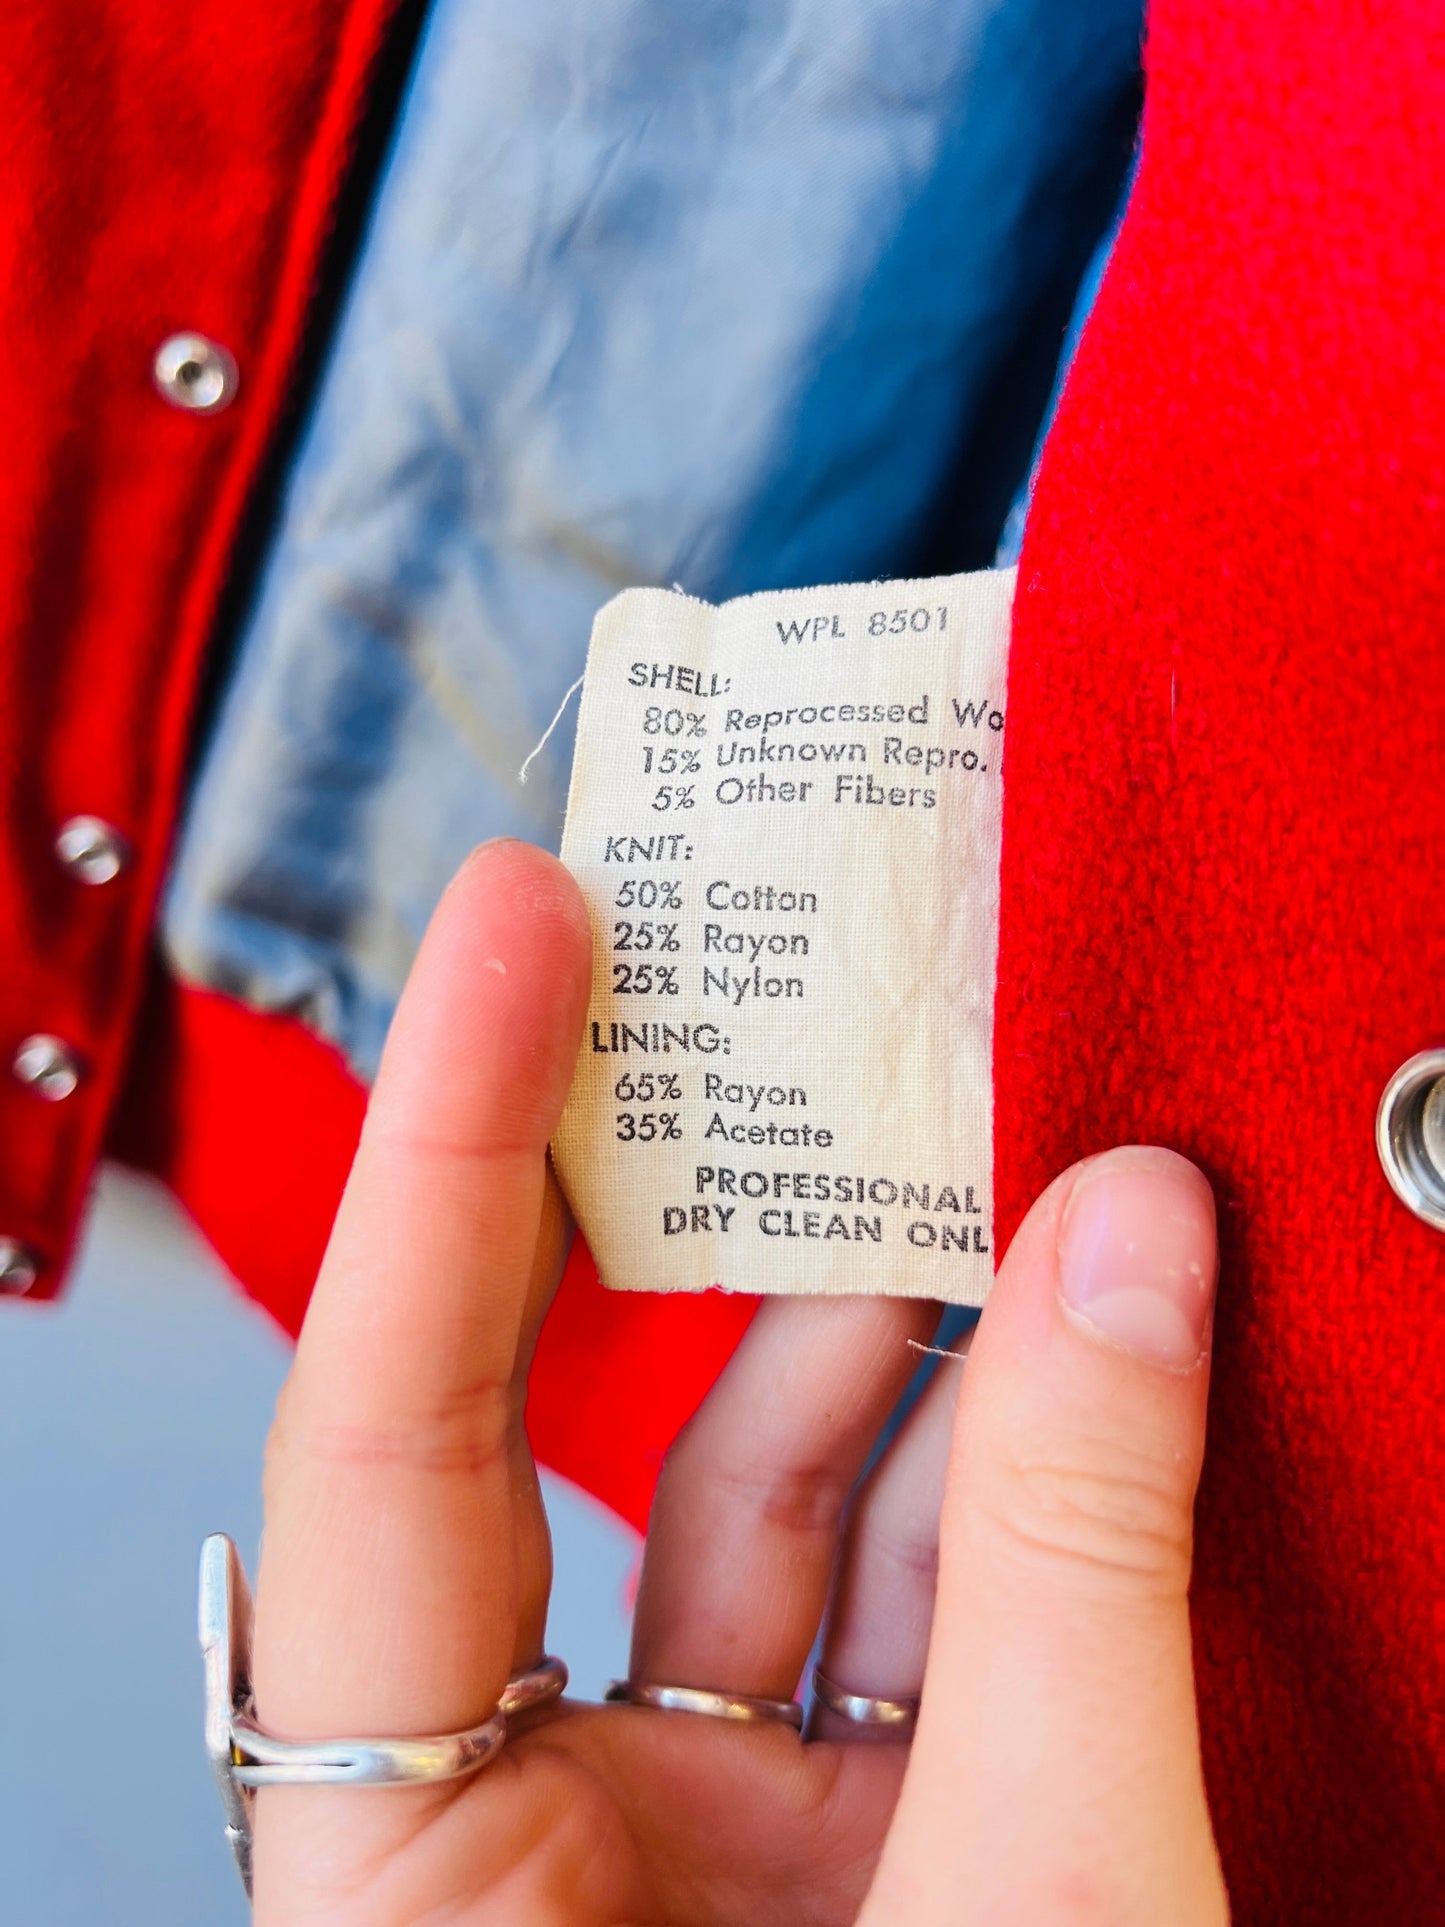 WPL 8501
SHELL:
80% Reprocessed Wo
15% Unknown Repro.
5% Other Fibers
KNIT:
50% Cotton
25% Rayon
25% Nylon
LINING:
65% Rayon
35% Acetate
PROFESSIONAL
DRY CLEAN ONL